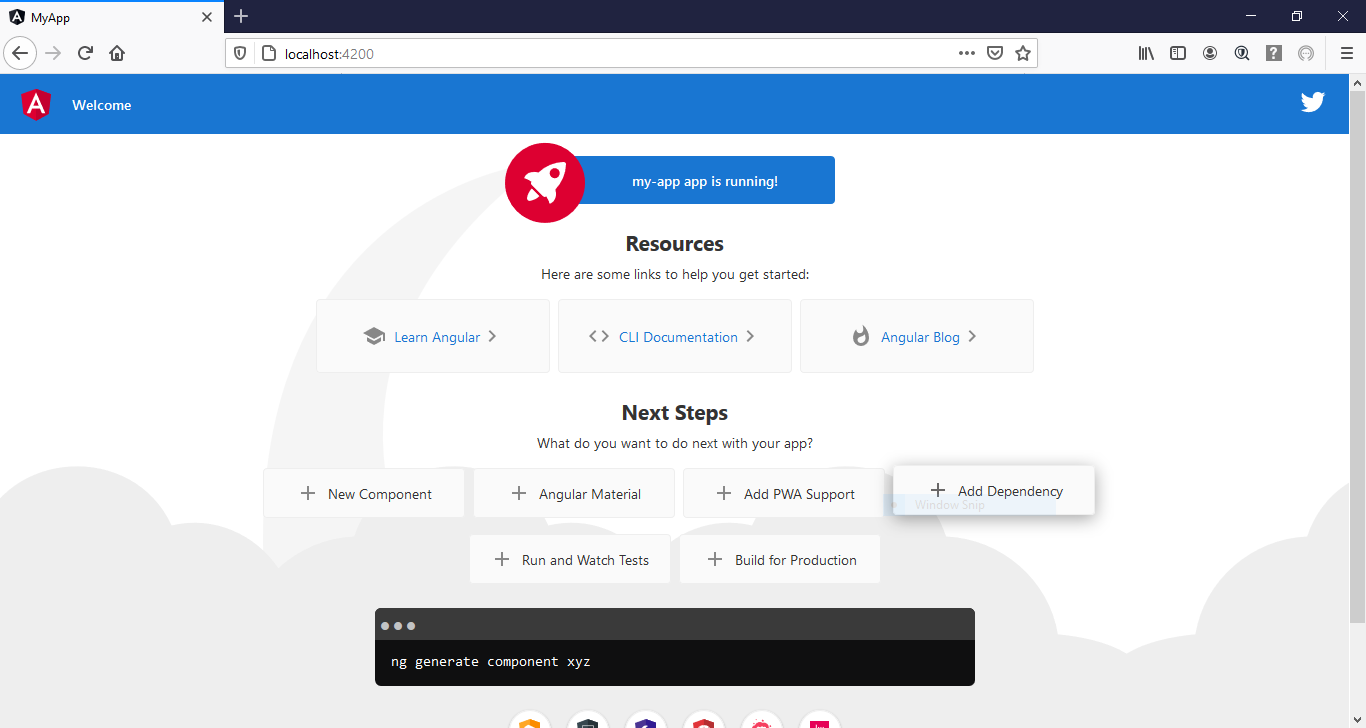 MyApp
localhost:4200
Welcome
my-app app is running!
Resources
Here are some links to help you get started:
Learn Angular
CLI Documentation
Angular Blog
Next Steps
What do you want to do next with your app?
New Component
Angular Material
Add PWA Support
Add Dependency
Window Snip
Run and Watch Tests
Build for Production
ng generate component xyz